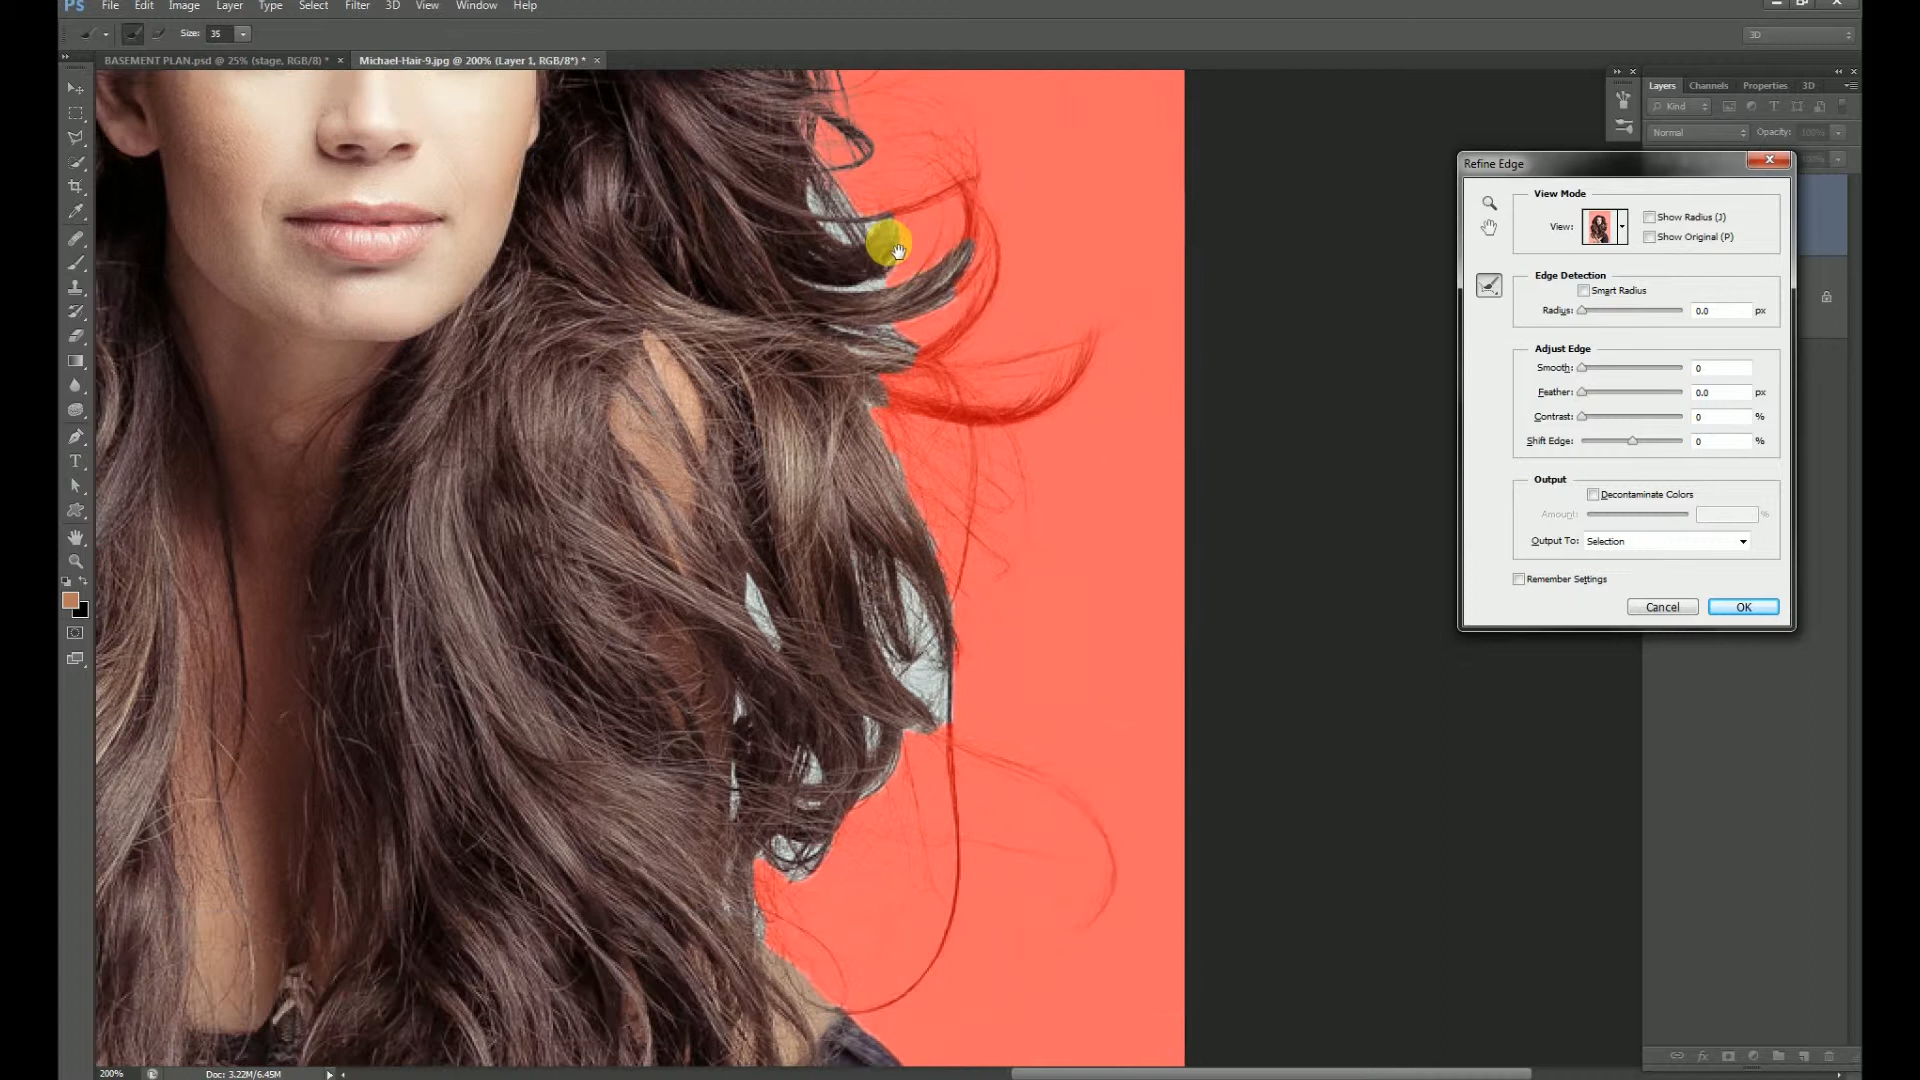 Ps File Edit Image Layer Type Select Filter 3D View Window Help
Size: 35
3D
BASEMENT PLAN.psd @ 25% (stage, RGB/8) * ×
Michael-Hair-9.jpg @ 200% (Layer 1, RGB/8*) * ×
Layers Channels Properties 3D
Kind
Normal Opacity: 100%
Refine Edge
View Mode
View:
Show Radius (J)
Show Original (P)
Edge Detection
Smart Radius
Radius: 0.0 px
Adjust Edge
Smooth: 0
Feather: 0.0 px
Contrast: 0 %
Shift Edge: 0 %
Output
Decontaminate Colors
Amount: %
Output To: Selection
Remember Settings
Cancel OK
200% Doc: 3.22M/6.45M